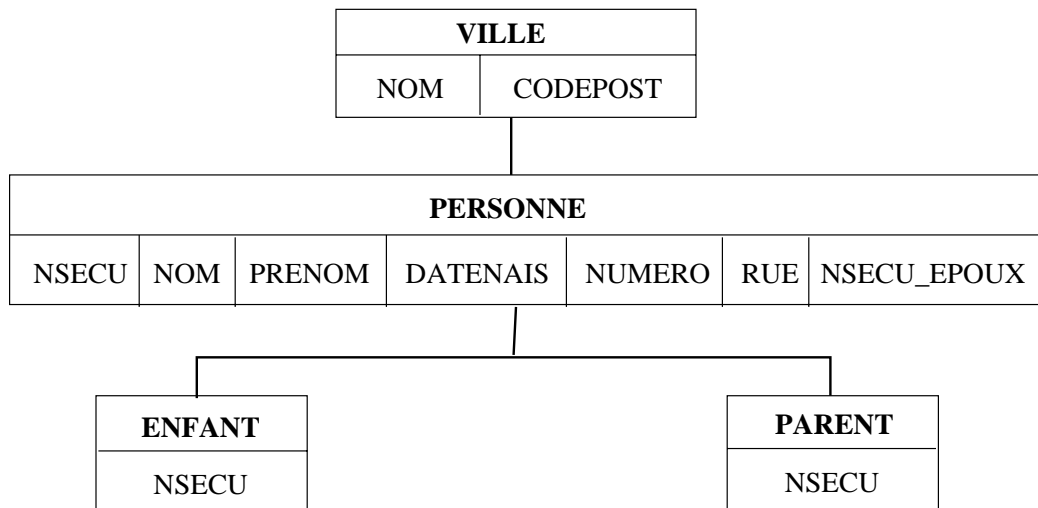 VILLE
NOM CODEPOST
PERSONNE
NSECU NOM PRENOM DATENAIS NUMERO RUE NSECU_EPOUX
ENFANT
NSECU
PARENT
NSECU